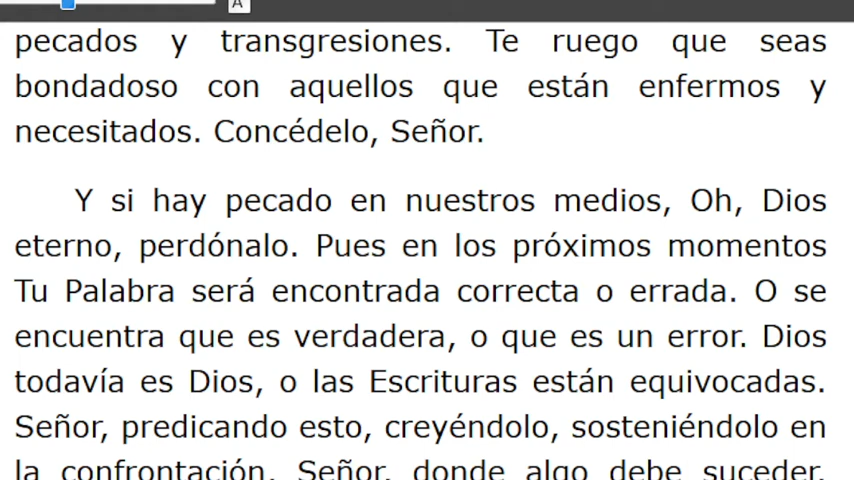 A
pecados y transgresiones. Te ruego que seas
bondadoso con aquellos que están enfermos y
necesitados. Concédelo, Señor.
Y si hay pecado en nuestros medios, Oh, Dios
eterno, perdónalo. Pues en los próximos momentos
Tu Palabra será encontrada correcta o errada. O se
encuentra que es verdadera, o que es un error. Dios
todavía es Dios, o las Escrituras están equivocadas.
Señor, predicando esto, creyéndolo, sosteniéndolo en
la confrontación, Señor, donde algo debe suceder,